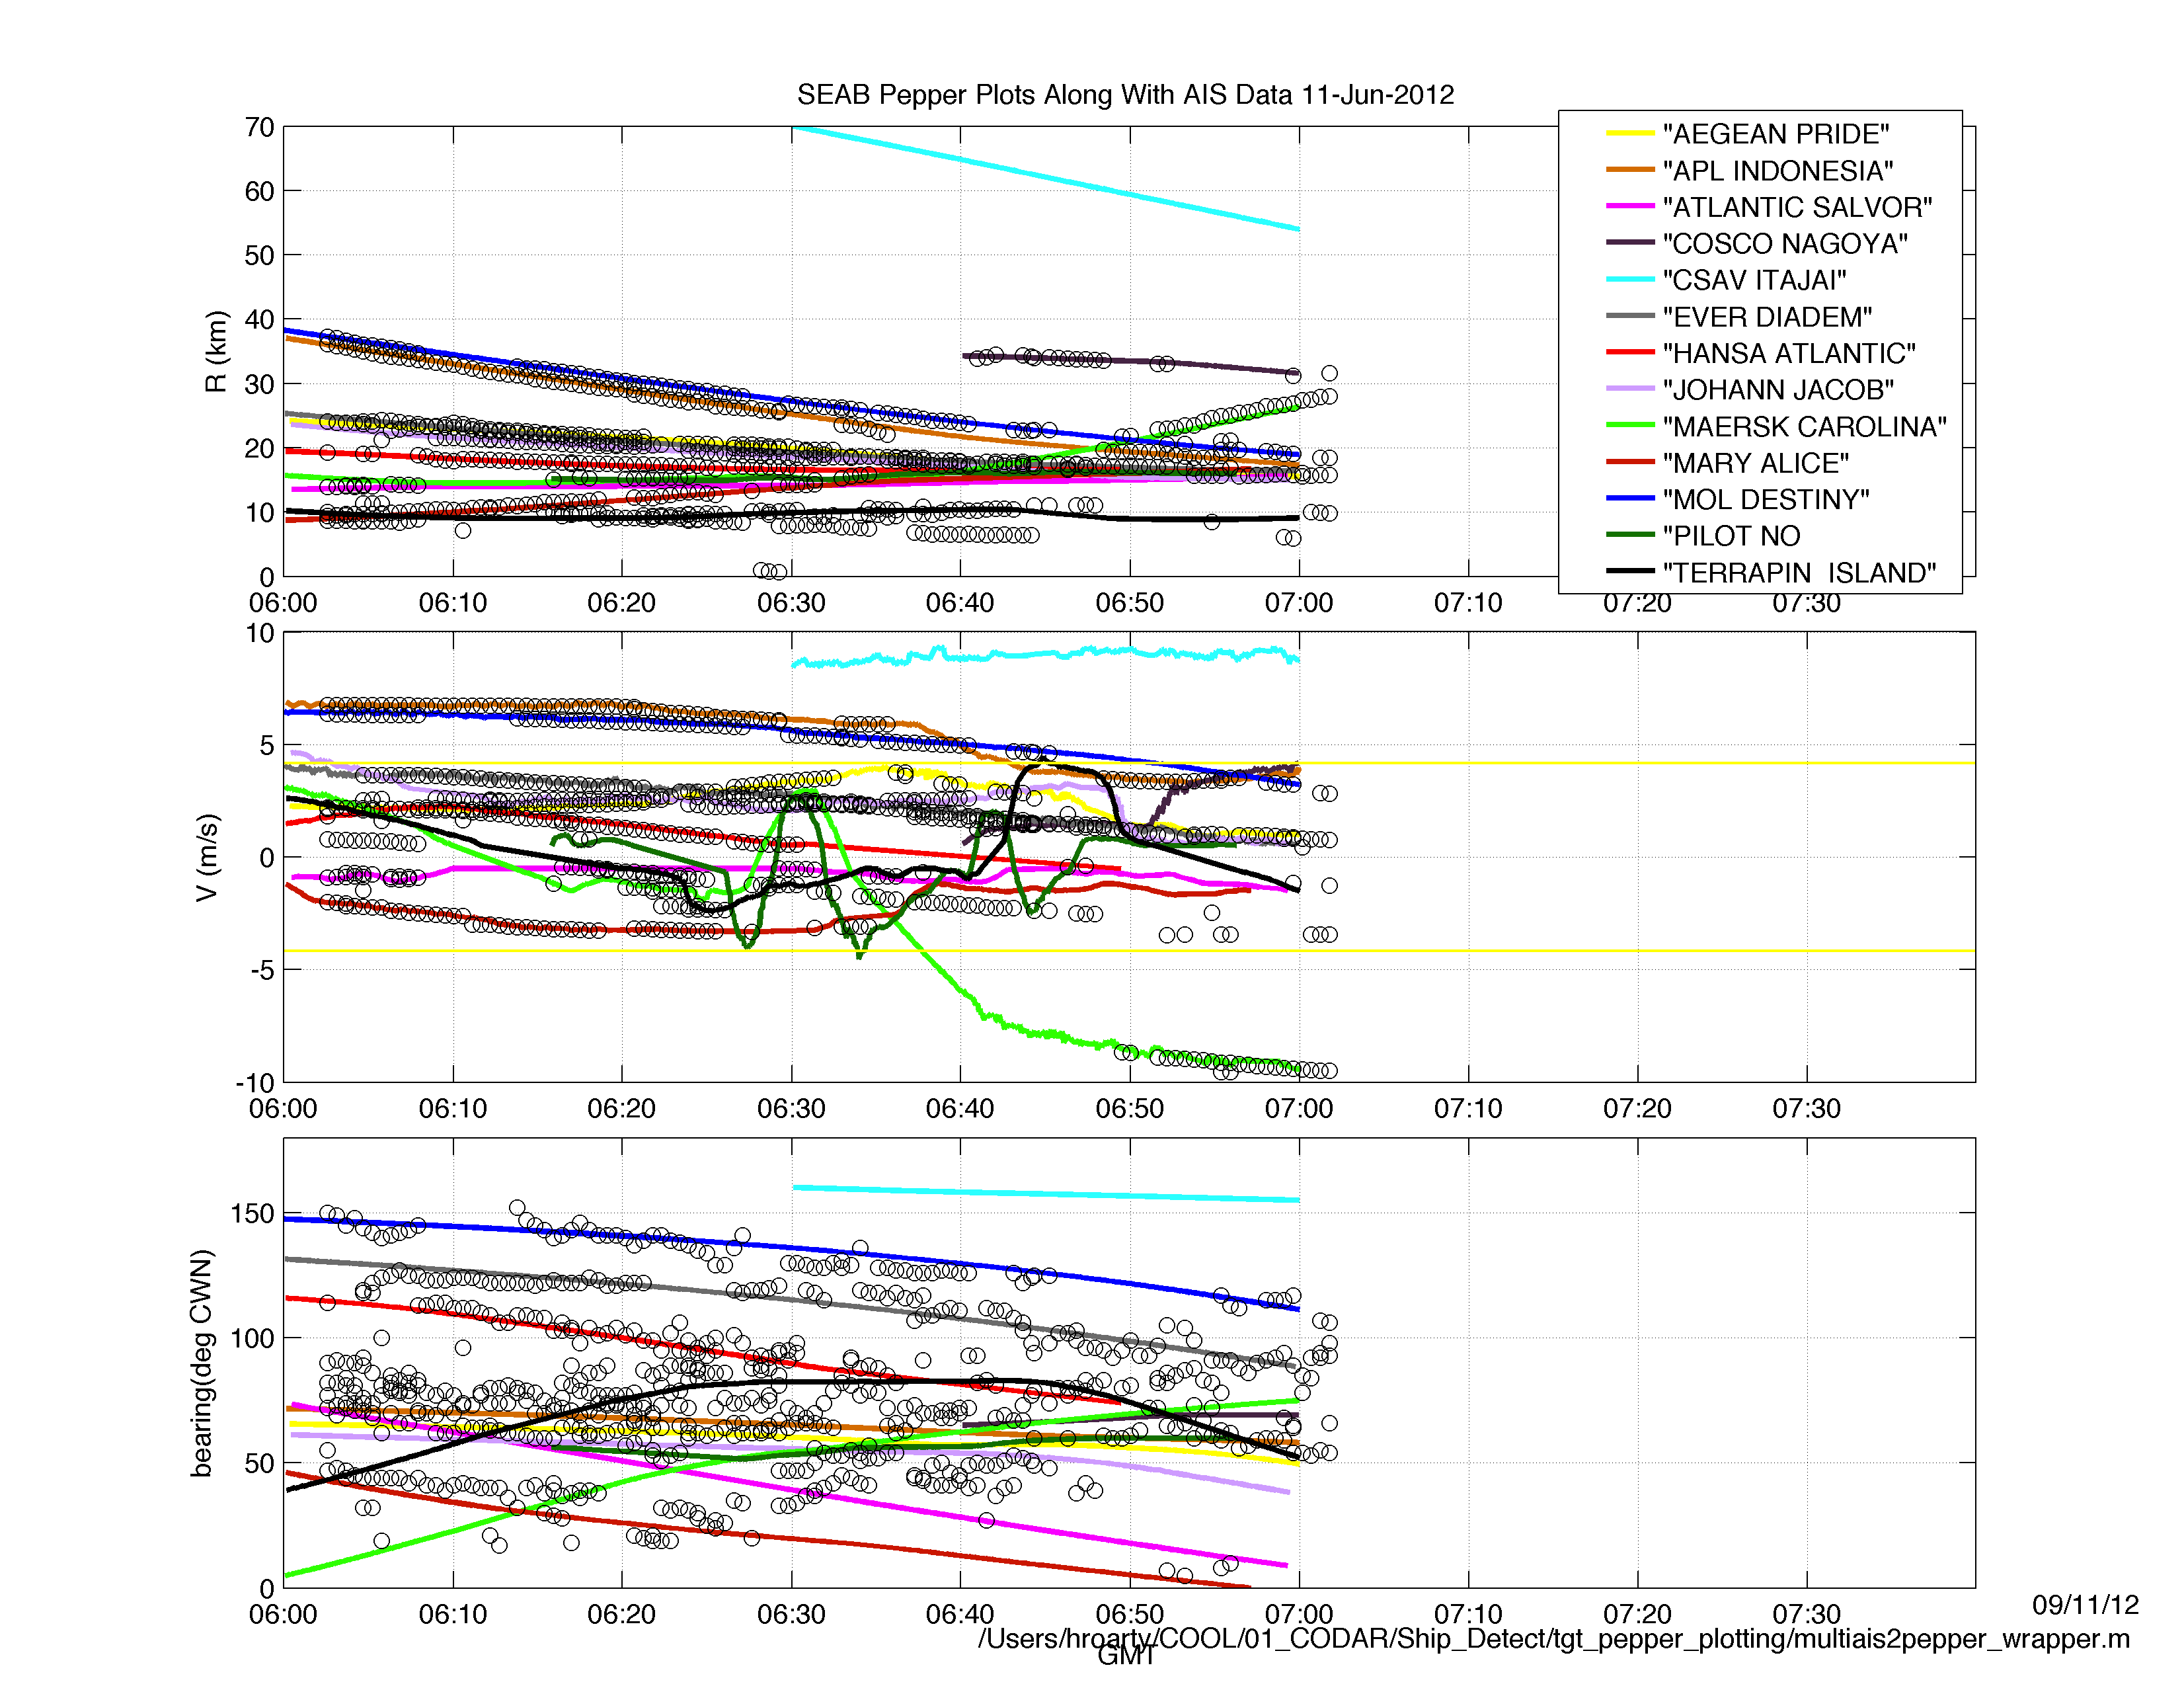 SEAB Pepper Plots Along With AIS Data 11-Jun-2012
70
60
50
40
30
20
10
0
R (km)
06:00 06:10 06:20 06:30 06:40 06:50 07:00 07:10 07:20 07:30
"AEGEAN PRIDE"
"APL INDONESIA"
"ATLANTIC SALVOR"
"COSCO NAGOYA"
"CSAV ITAJAI"
"EVER DIADEM"
"HANSA ATLANTIC"
"JOHANN JACOB"
"MAERSK CAROLINA"
"MARY ALICE"
"MOL DESTINY"
"PILOT NO
"TERRAPIN  ISLAND"
10
5
0
-5
-10
V (m/s)
06:00 06:10 06:20 06:30 06:40 06:50 07:00 07:10 07:20 07:30
150
100
50
0
bearing(deg CWN)
06:00 06:10 06:20 06:30 06:40 06:50 07:00 07:10 07:20 07:30
09/11/12
/Users/hroarty/COOL/01_CODAR/Ship_Detect/tgt_pepper_plotting/multiais2pepper_wrapper.m
GMT